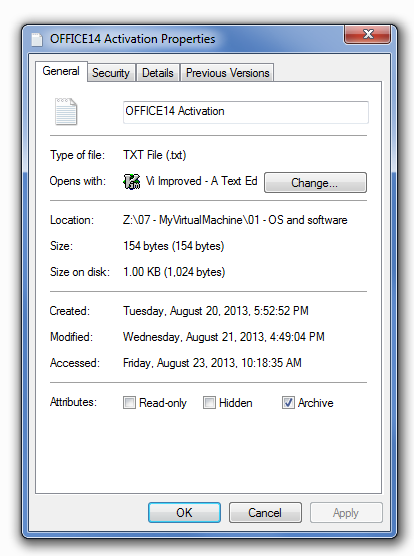 OFFICE14 Activation Properties
General Security Details Previous Versions
OFFICE14 Activation
Type of file: TXT File (.txt)
Opens with: Vi Improved - A Text Ed Change...
Location: Z:\07 - MyVirtualMachine\01 - OS and software
Size: 154 bytes (154 bytes)
Size on disk: 1.00 KB (1,024 bytes)
Created: Tuesday, August 20, 2013, 5:52:52 PM
Modified: Wednesday, August 21, 2013, 4:49:04 PM
Accessed: Friday, August 23, 2013, 10:18:35 AM
Attributes: Read-only Hidden Archive
OK Cancel Apply